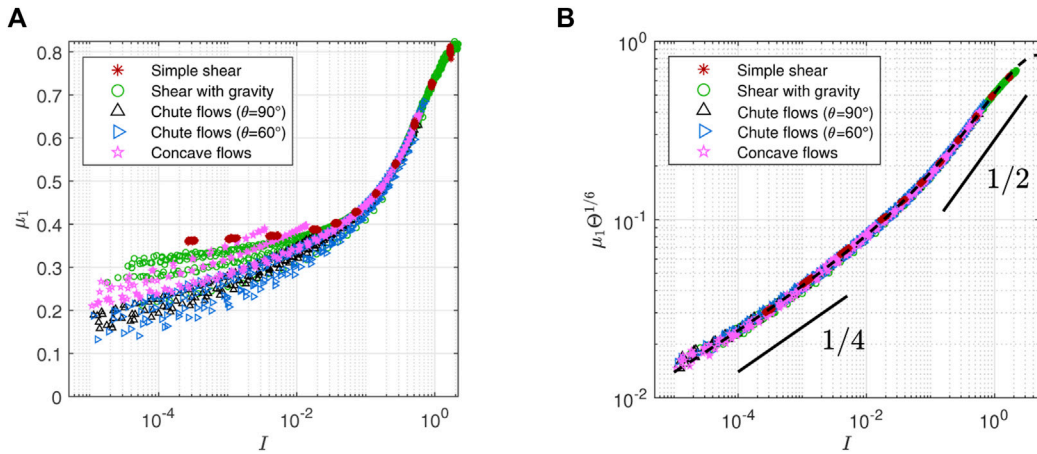 A
0.8
0.7
0.6
0.5
0.4
0.3
0.2
0.1
0
μ₁
Simple shear
Shear with gravity
Chute flows (θ=90°)
Chute flows (θ=60°)
Concave flows
10⁻⁴ 10⁻² 10⁰
I
B
10⁰
10⁻¹
10⁻²
μ₁Θ^{1/6}
Simple shear
Shear with gravity
Chute flows (θ=90°)
Chute flows (θ=60°)
Concave flows
1/2
1/4
10⁻⁴ 10⁻² 10⁰
I